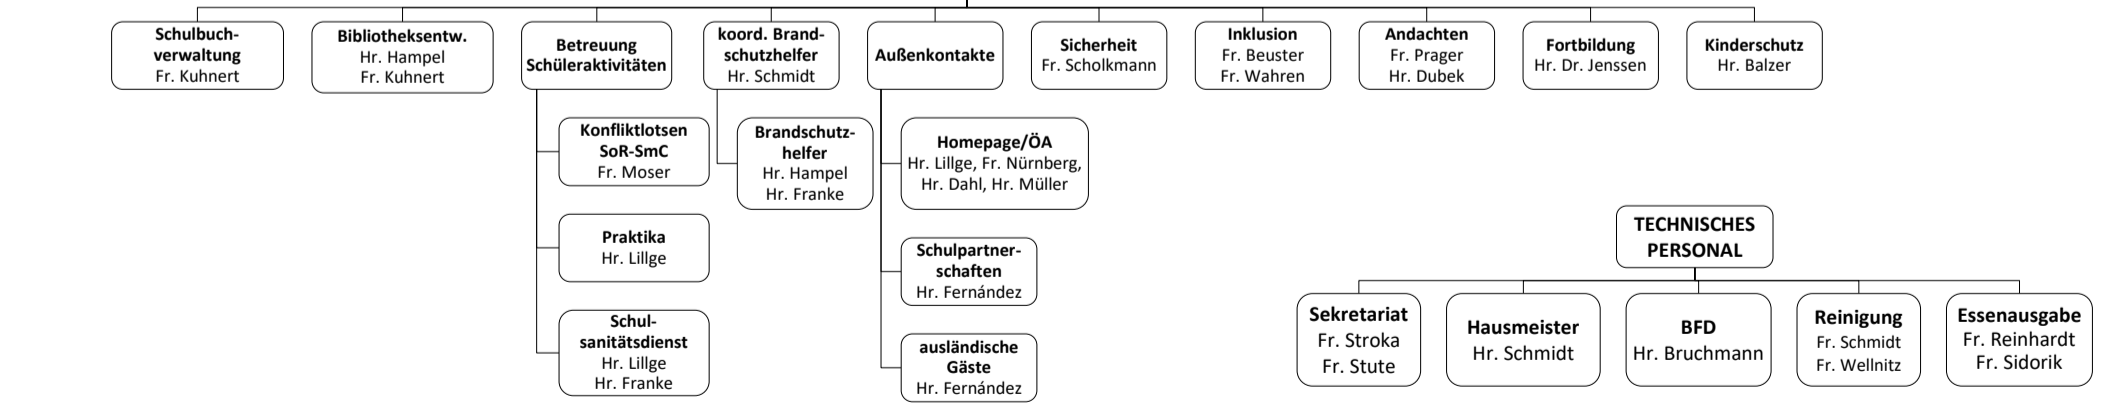 Schulbuch-
verwaltung
Fr. Kuhnert
Bibliotheksentw.
Hr. Hampel
Fr. Kuhnert
Betreuung
Schüleraktivitäten
koord. Brand-
schutzhelfer
Hr. Schmidt
Außenkontakte
Sicherheit
Fr. Scholkmann
Inklusion
Fr. Beuster
Fr. Wahren
Andachten
Fr. Prager
Hr. Dubek
Fortbildung
Hr. Dr. Jenssen
Kinderschutz
Hr. Balzer
Konfliktlotsen
SoR-SmC
Fr. Moser
Praktika
Hr. Lillge
Schul-
sanitätsdienst
Hr. Lillge
Hr. Franke
Brandschutz-
helfer
Hr. Hampel
Hr. Franke
Homepage/ÖA
Hr. Lillge, Fr. Nürnberg,
Hr. Dahl, Hr. Müller
Schulpartner-
schaften
Hr. Fernández
ausländische
Gäste
Hr. Fernández
TECHNISCHES
PERSONAL
Sekretariat
Fr. Stroka
Fr. Stute
Hausmeister
Hr. Schmidt
BFD
Hr. Bruchmann
Reinigung
Fr. Schmidt
Fr. Wellnitz
Essenausgabe
Fr. Reinhardt
Fr. Sidorik